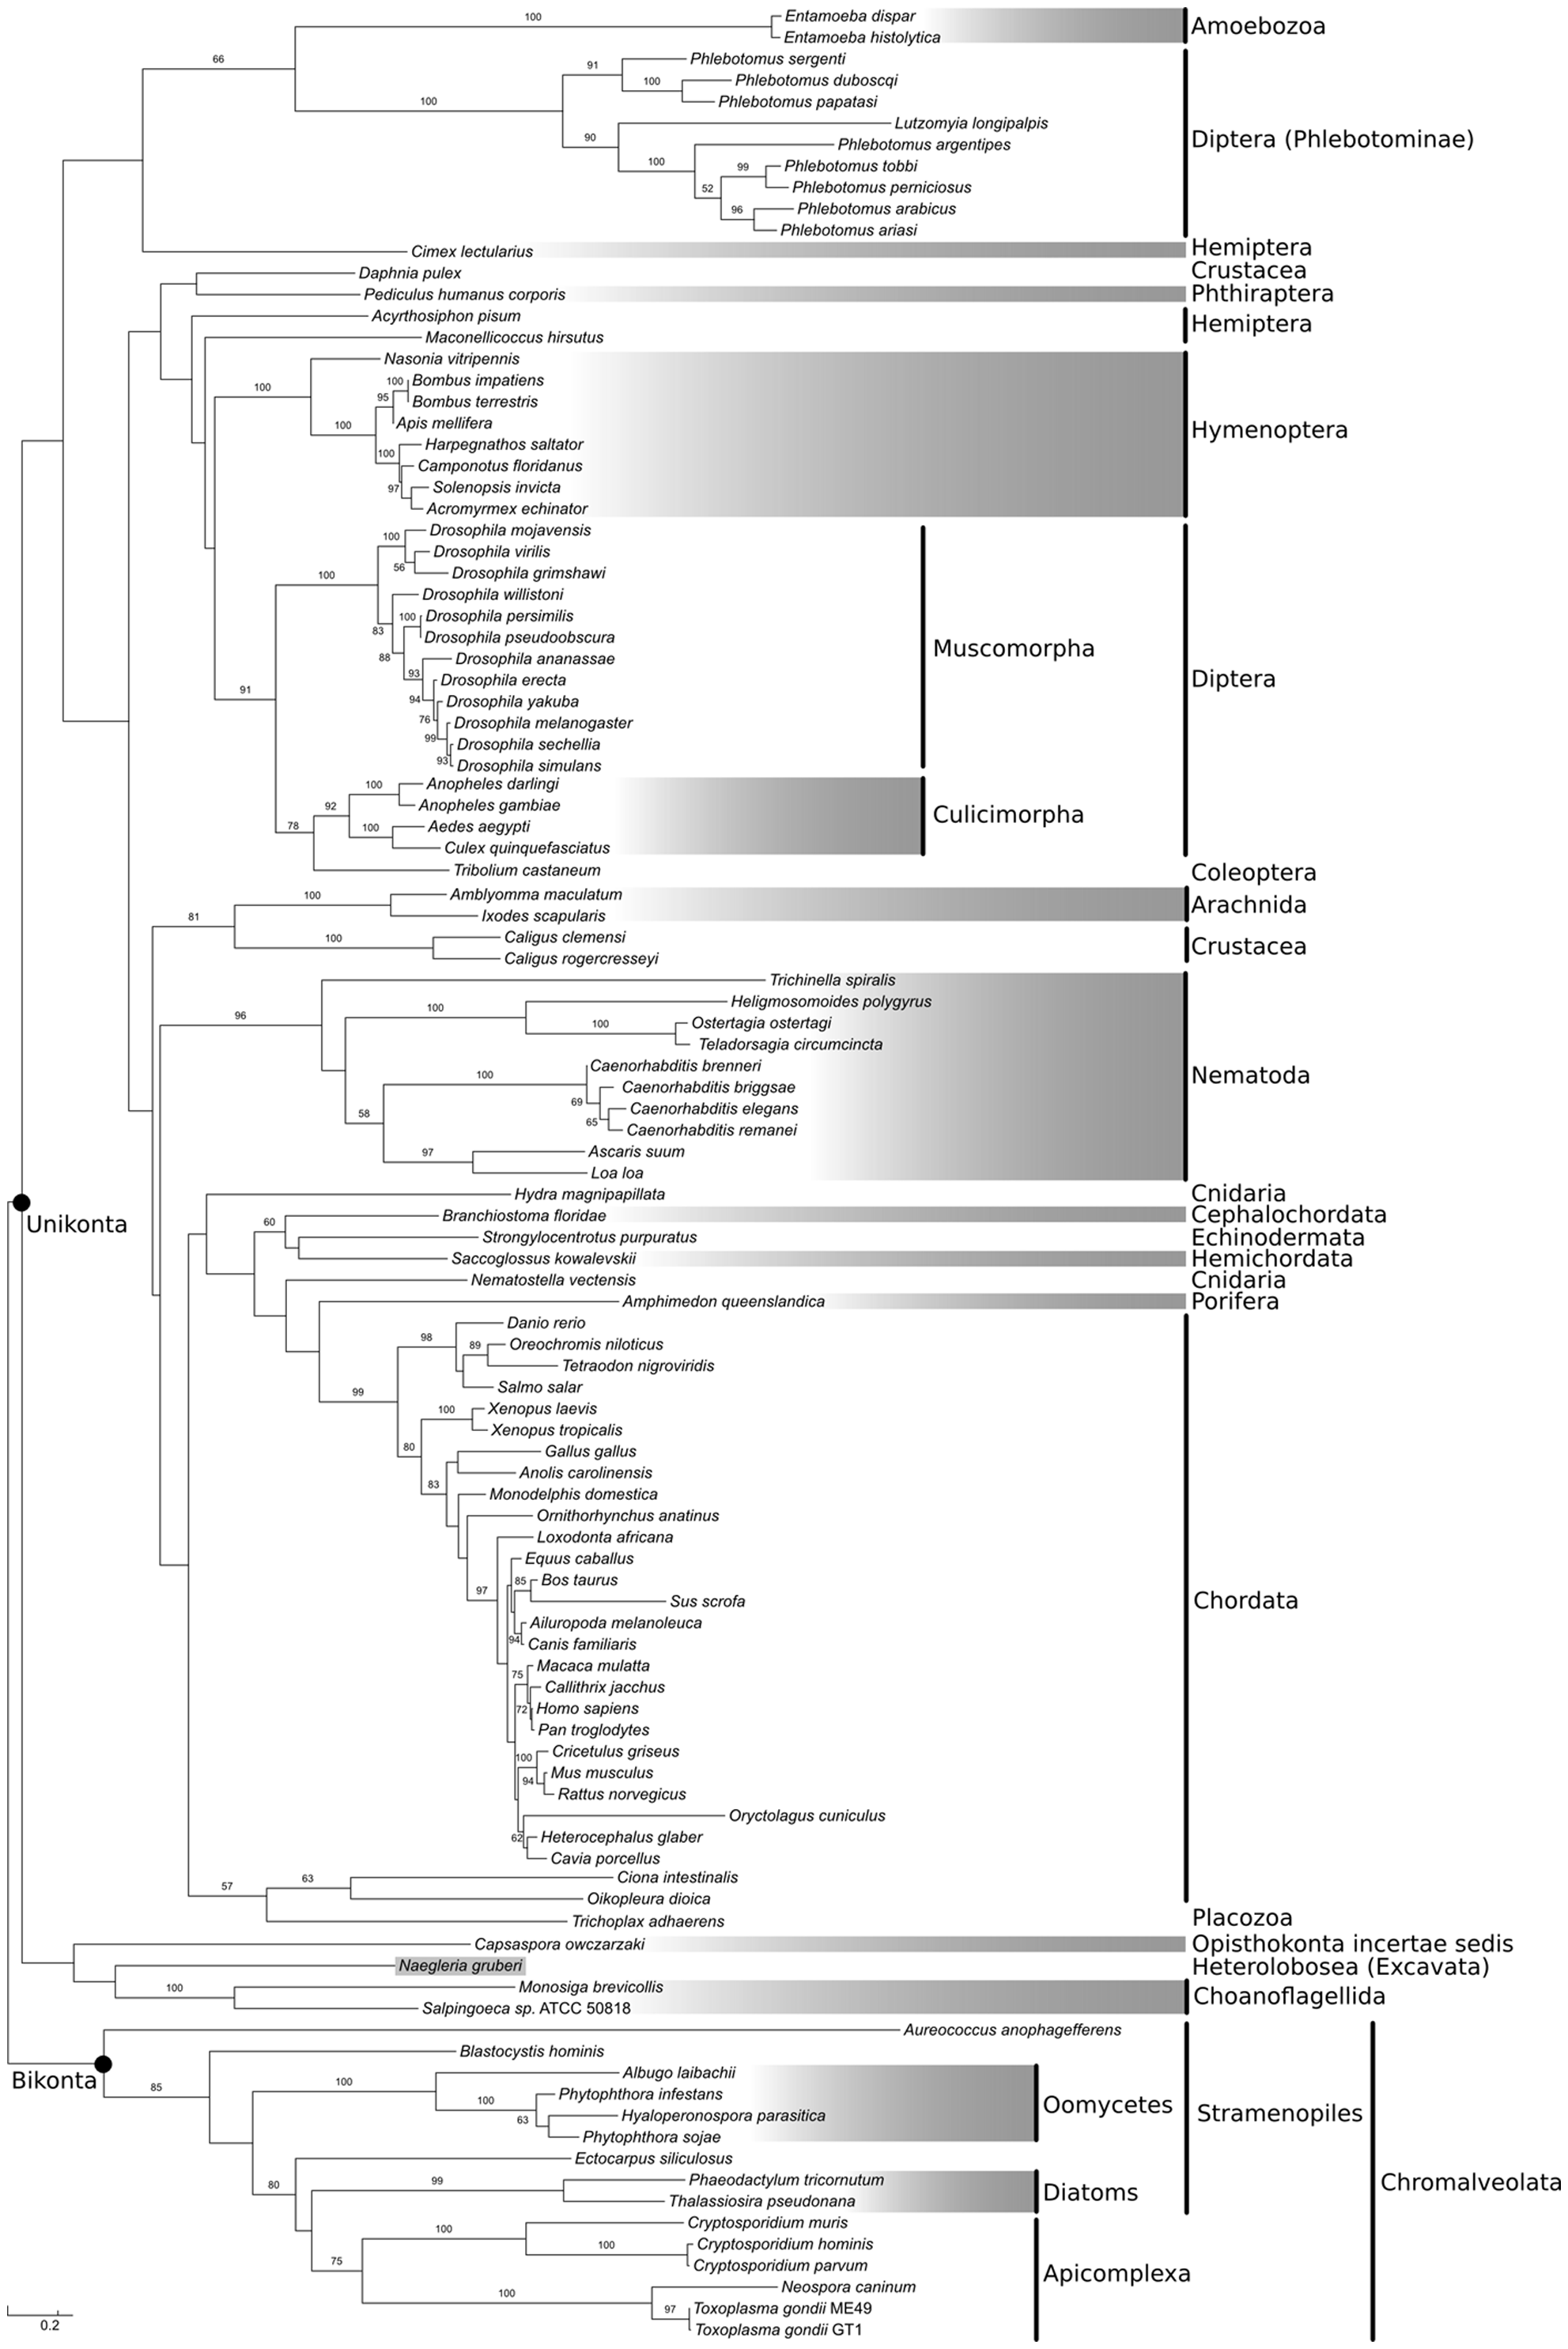 100
Entamoeba dispar
Entamoeba histolytica
Amoebozoa
66
100
91
Phlebotomus sergenti
100
Phlebotomus duboscqi
Phlebotomus papatasi
90
Lutzomyia longipalpis
Diptera (Phlebotominae)
100
Phlebotomus argentipes
99
Phlebotomus tobbi
52
Phlebotomus perniciosus
96
Phlebotomus arabicus
Phlebotomus ariasi
Cimex lectularius
Hemiptera
Daphnia pulex
Crustacea
Pediculus humanus corporis
Phthiraptera
Acyrthosiphon pisum
Hemiptera
Maconellicoccus hirsutus
Nasonia vitripennis
100
100
Bombus impatiens
95
Bombus terrestris
100
Apis mellifera
Hymenoptera
100
Harpegnathos saltator
Camponotus floridanus
97
Solenopsis invicta
Acromyrmex echinator
Drosophila mojavensis
100
Drosophila virilis
56
Drosophila grimshawi
100
Drosophila willistoni
100
Drosophila persimilis
83
Drosophila pseudoobscura
88
Drosophila ananassae
Muscomorpha
93
Drosophila erecta
Diptera
94
Drosophila yakuba
76
Drosophila melanogaster
99
Drosophila sechellia
93
Drosophila simulans
91
100
Anopheles darlingi
92
Anopheles gambiae
Culicimorpha
78
100
Aedes aegypti
Culex quinquefasciatus
Tribolium castaneum
Coleoptera
100
Amblyomma maculatum
Arachnida
81
Ixodes scapularis
100
Caligus clemensi
Crustacea
Caligus rogercresseyi
Trichinella spiralis
96
100
Heligmosomoides polygyrus
100
Ostertagia ostertagi
Teladorsagia circumcincta
Caenorhabditis brenneri
Nematoda
100
Caenorhabditis briggsae
69
Caenorhabditis elegans
58
65
Caenorhabditis remanei
97
Ascaris suum
Loa loa
Hydra magnipapillata
Cnidaria
Unikonta
60
Branchiostoma floridae
Cephalochordata
Strongylocentrotus purpuratus
Echinodermata
Saccoglossus kowalevskii
Hemichordata
Nematostella vectensis
Cnidaria
Amphimedon queenslandica
Porifera
Danio rerio
98
89
Oreochromis niloticus
Tetraodon nigroviridis
Salmo salar
99
100
Xenopus laevis
Xenopus tropicalis
80
Gallus gallus
Anolis carolinensis
83
Monodelphis domestica
Ornithorhynchus anatinus
Loxodonta africana
Equus caballus
97
85
Bos taurus
Sus scrofa
Chordata
Ailuropoda melanoleuca
94
Canis familiaris
75
Macaca mulatta
Callithrix jacchus
72
Homo sapiens
Pan troglodytes
100
Cricetulus griseus
94
Mus musculus
Rattus norvegicus
Oryctolagus cuniculus
62
Heterocephalus glaber
Cavia porcellus
57
63
Ciona intestinalis
Oikopleura dioica
Trichoplax adhaerens
Placozoa
Capsaspora owczarzaki
Opisthokonta incertae sedis
Naegleria gruberi
Heterolobosea (Excavata)
100
Monosiga brevicollis
Choanoflagellida
Salpingoeca sp. ATCC 50818
Aureococcus anophagefferens
Bikonta
85
Blastocystis hominis
100
Albugo laibachii
100
Phytophthora infestans
Oomycetes
63
Hyaloperonospora parasitica
Stramenopiles
Phytophthora sojae
Ectocarpus siliculosus
80
99
Phaeodactylum tricornutum
Diatoms
Chromalveolata
Thalassiosira pseudonana
100
Cryptosporidium muris
100
Cryptosporidium hominis
75
Cryptosporidium parvum
Apicomplexa
100
Neospora caninum
97
Toxoplasma gondii ME49
Toxoplasma gondii GT1
0.2